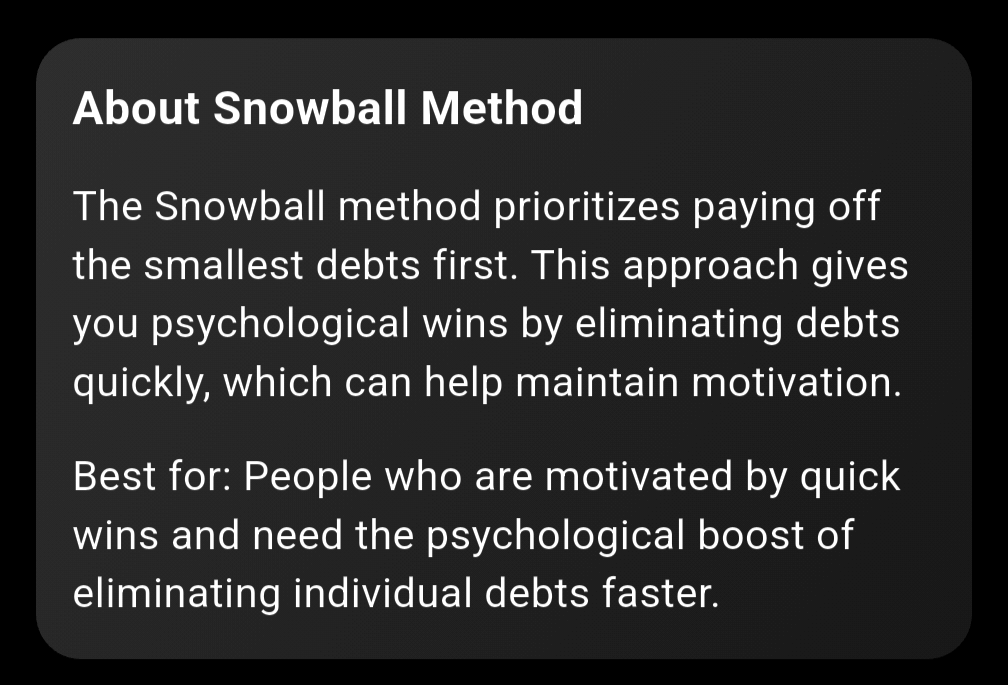 About Snowball Method
The Snowball method prioritizes paying off
the smallest debts first. This approach gives
you psychological wins by eliminating debts
quickly, which can help maintain motivation.
Best for: People who are motivated by quick
wins and need the psychological boost of
eliminating individual debts faster.